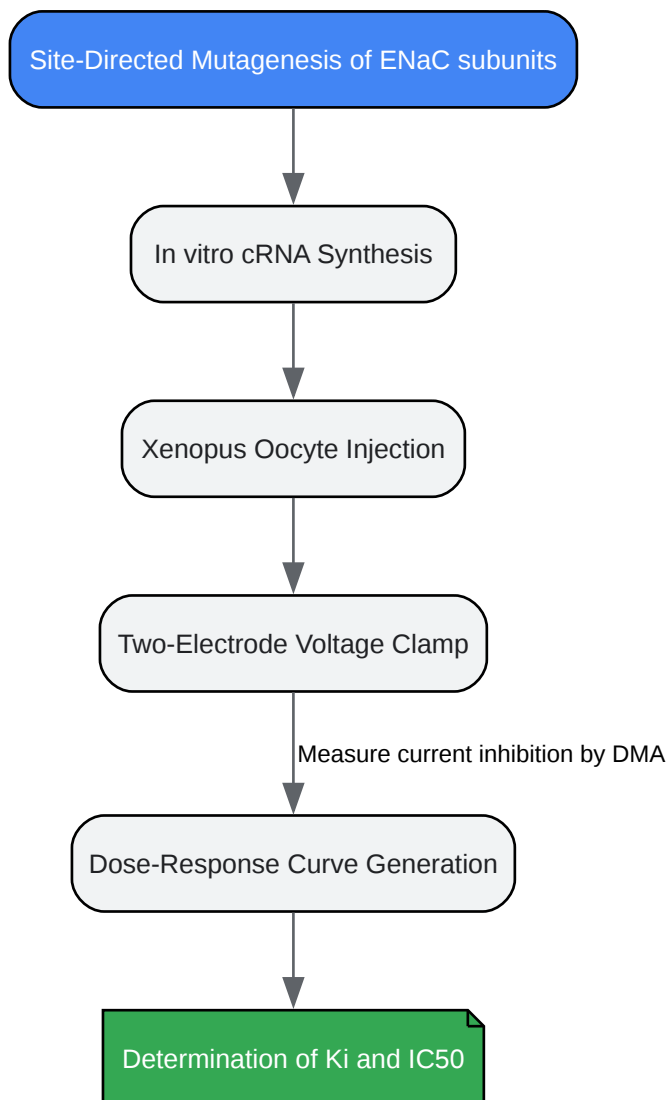 Site-Directed Mutagenesis of ENaC subunits
In vitro cRNA Synthesis
Xenopus Oocyte Injection
Two-Electrode Voltage Clamp
Measure current inhibition by DMA
Dose-Response Curve Generation
Determination of Ki and IC50